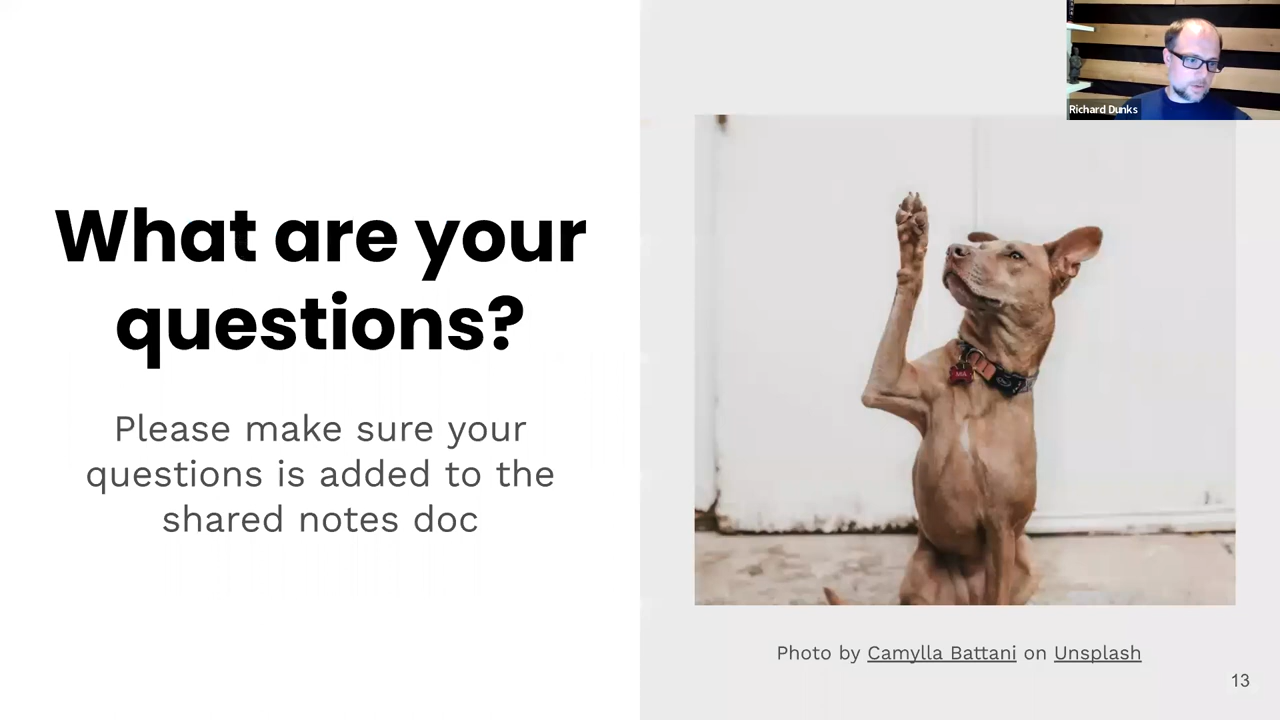 What are your
questions?
Please make sure your
questions is added to the
shared notes doc
Richard Dunks
MIA
Photo by Camylla Battani on Unsplash
13